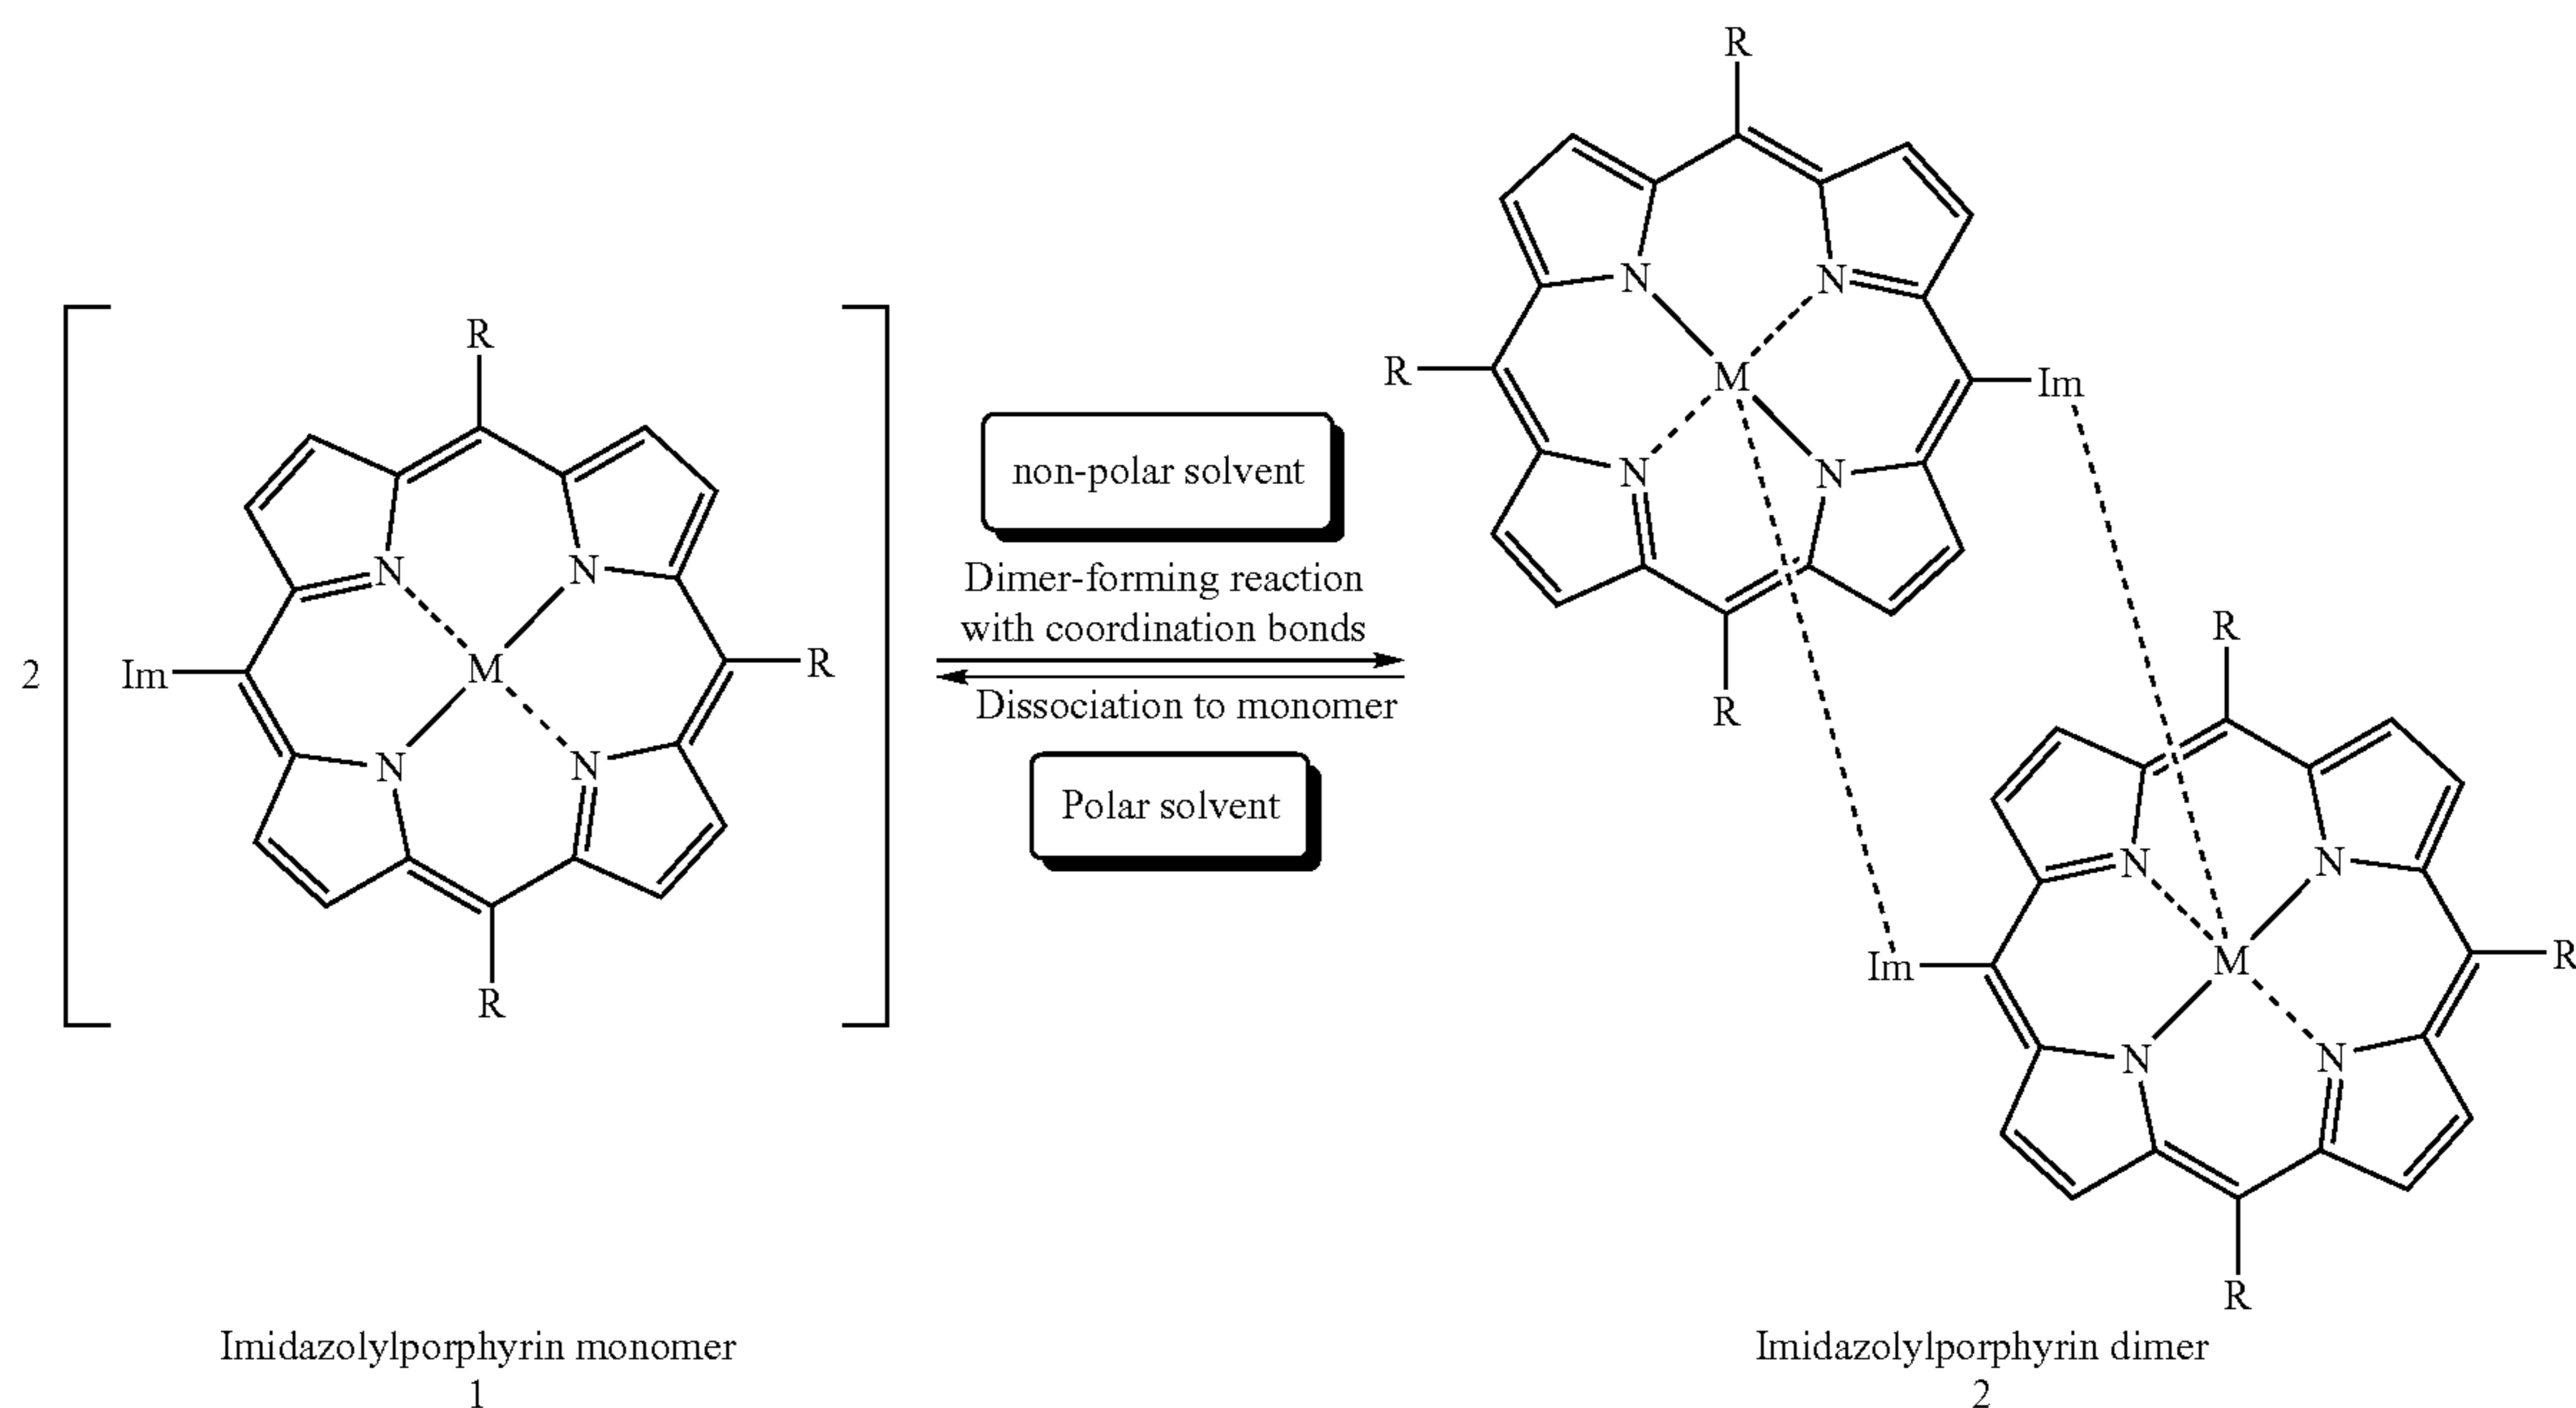 R
N
N
Im
M
R
N
N
R
2
non-polar solvent
Dimer-forming reaction
with coordination bonds
Dissociation to monomer
Polar solvent
R
N
N
R
M
Im
N
N
R
R
N
N
Im
M
R
N
N
R
Imidazolylporphyrin monomer
1
Imidazolylporphyrin dimer
2